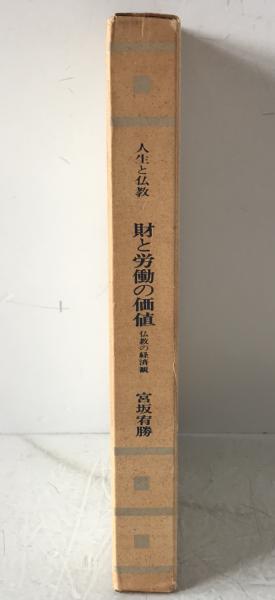 人生と仏教
財と労働の価値
仏教の経済観
宮坂宥勝